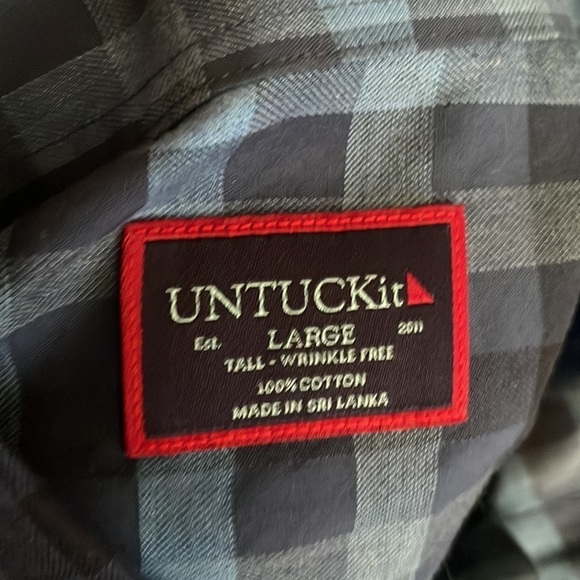 UNTUCKit
Est. LARGE 2011
TALL - WRINKLE FREE
100% COTTON
MADE IN SRI LANKA